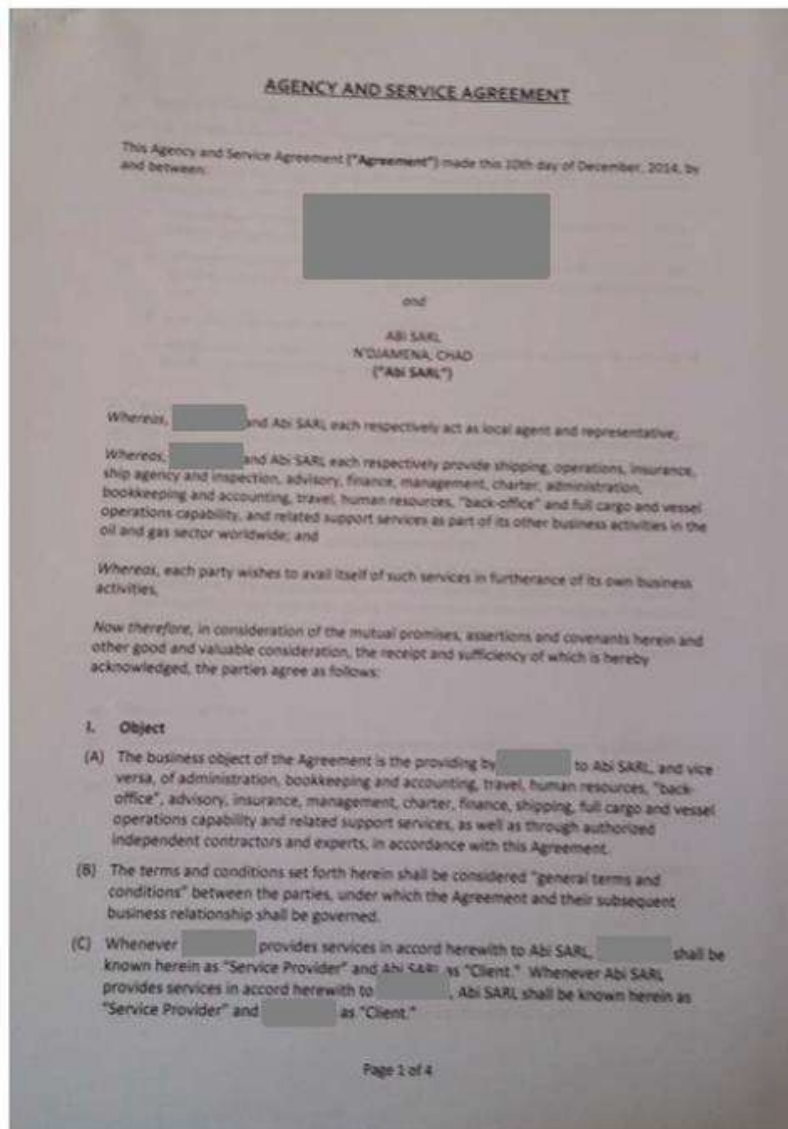 AGENCY AND SERVICE AGREEMENT
This Agency and Service Agreement ("Agreement") made this 10th day of December, 2014, by
and between:
and
ABI SARL
N'DJAMENA, CHAD
("Abi SARL")
Whereas, and Abi SARL each respectively act as local agent and representative;
Whereas, and Abi SARL each respectively provide shipping, operations, insurance,
ship agency and inspection, advisory, finance, management, charter, administration,
bookkeeping and accounting, travel, human resources, "back-office" and full cargo and vessel
operations capability, and related support services as part of its other business activities in the
oil and gas sector worldwide; and
Whereas, each party wishes to avail itself of such services in furtherance of its own business
activities,
Now therefore, in consideration of the mutual promises, assertions and covenants herein and
other good and valuable consideration, the receipt and sufficiency of which is hereby
acknowledged, the parties agree as follows:
I. Object
(A) The business object of the Agreement is the providing by to Abi SARL, and vice
versa, of administration, bookkeeping and accounting, travel, human resources, "back-
office", advisory, insurance, management, charter, finance, shipping, full cargo and vessel
operations capability and related support services, as well as through authorized
independent contractors and experts, in accordance with this Agreement.
(B) The terms and conditions set forth herein shall be considered "general terms and
conditions" between the parties, under which the Agreement and their subsequent
business relationship shall be governed.
(C) Whenever provides services in accord herewith to Abi SARL, shall be
known herein as "Service Provider" and Abi SARL as "Client." Whenever Abi SARL
provides services in accord herewith to , Abi SARL shall be known herein as
"Service Provider" and as "Client."
Page 1 of 4